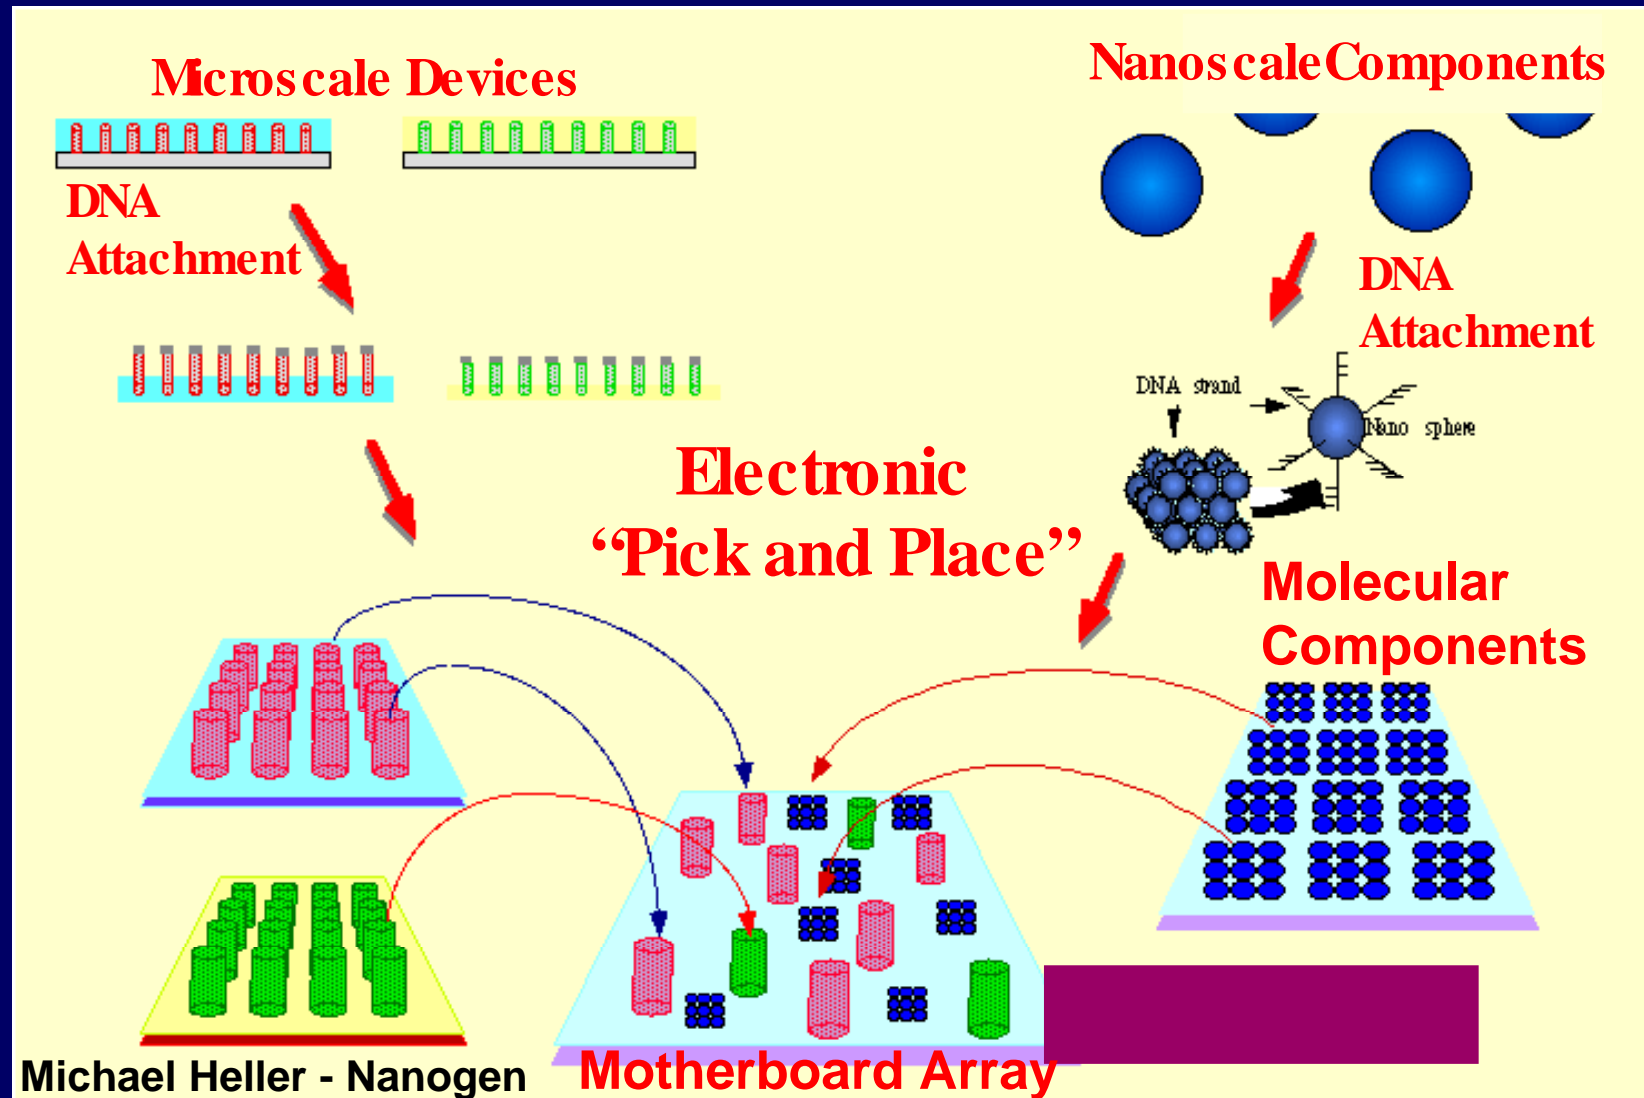 Microscale Devices
Nanoscale Components
DNA
Attachment
DNA
Attachment
DNA strand
Nano sphere
Electronic
“Pick and Place”
Molecular
Components
Motherboard Array
Michael Heller - Nanogen